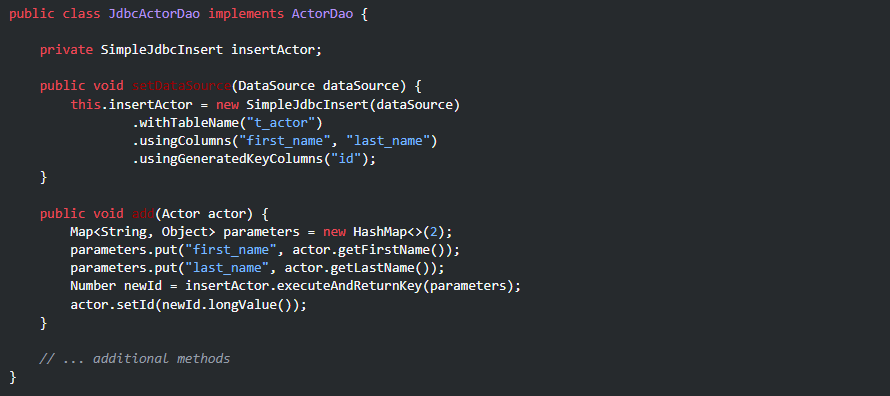 public class JdbcActorDao implements ActorDao {
private SimpleJdbcInsert insertActor;
public void setDataSource(DataSource dataSource) {
this.insertActor = new SimpleJdbcInsert(dataSource)
.withTableName("t_actor")
.usingColumns("first_name", "last_name")
.usingGeneratedKeyColumns("id");
}
public void add(Actor actor) {
Map<String, Object> parameters = new HashMap<>(2);
parameters.put("first_name", actor.getFirstName());
parameters.put("last_name", actor.getLastName());
Number newId = insertActor.executeAndReturnKey(parameters);
actor.setId(newId.longValue());
}
// ... additional methods
}